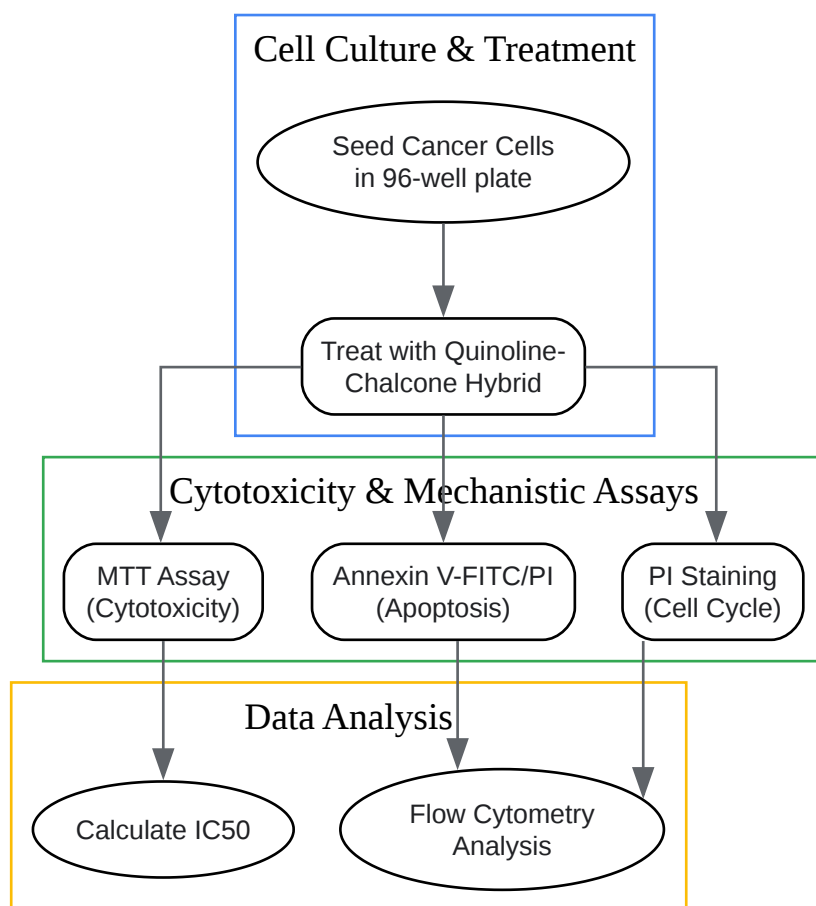 Cell Culture & Treatment
Seed Cancer Cells
in 96-well plate
Treat with Quinoline-
Chalcone Hybrid
Cytotoxicity & Mechanistic Assays
MTT Assay
(Cytotoxicity)
Annexin V-FITC/PI
(Apoptosis)
PI Staining
(Cell Cycle)
Data Analysis
Calculate IC50
Flow Cytometry
Analysis